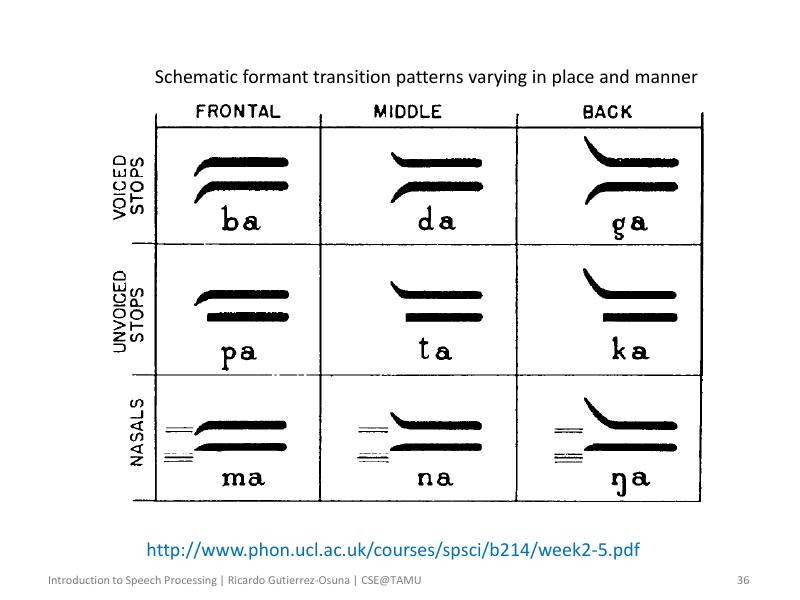 Schematic formant transition patterns varying in place and manner
FRONTAL MIDDLE BACK
VOICED
STOPS
ba da ga
UNVOICED
STOPS
pa ta ka
NASALS
ma na ŋa
http://www.phon.ucl.ac.uk/courses/spsci/b214/week2-5.pdf
Introduction to Speech Processing | Ricardo Gutierrez-Osuna | CSE@TAMU 36